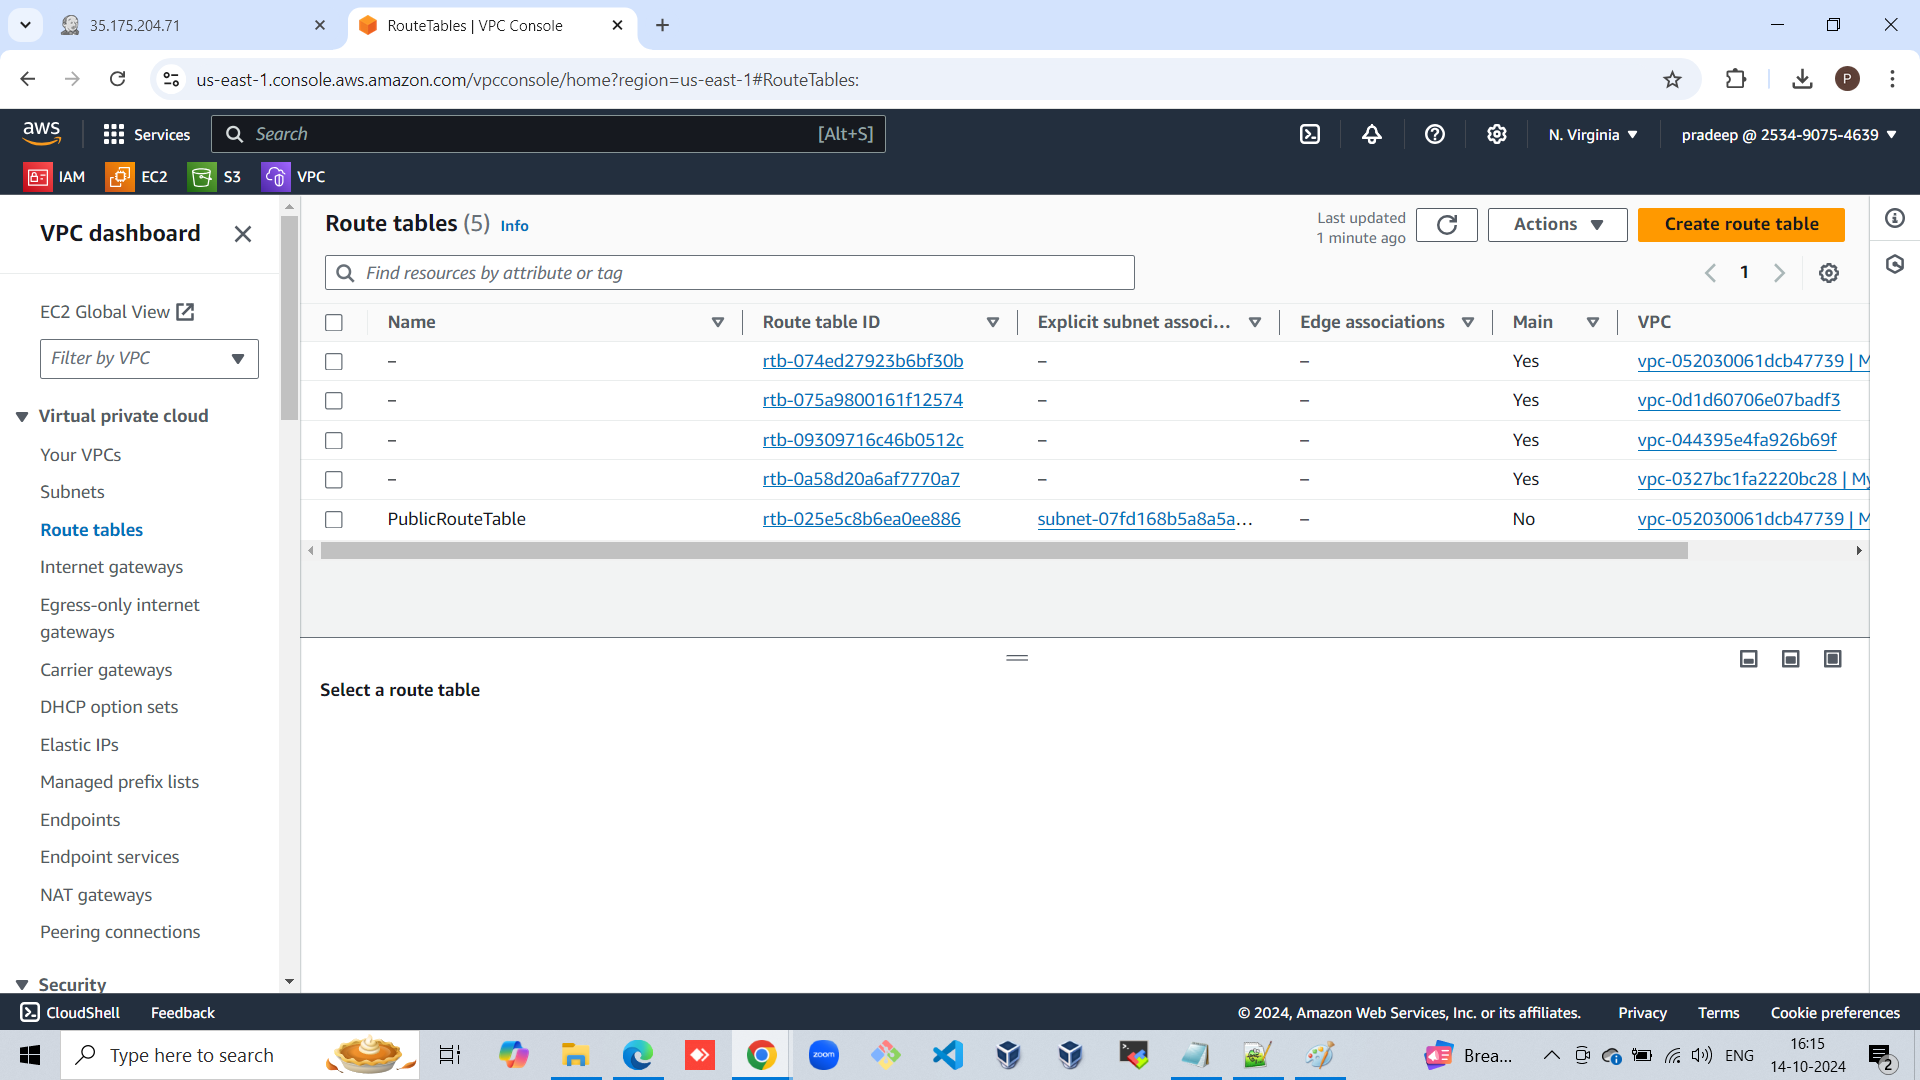 35.175.204.71
RouteTables | VPC Console
us-east-1.console.aws.amazon.com/vpcconsole/home?region=us-east-1#RouteTables:
P
aws
Services
Search
[Alt+S]
N. Virginia
pradeep @ 2534-9075-4639
IAM
EC2
S3
VPC
VPC dashboard
EC2 Global View
Filter by VPC
Virtual private cloud
Your VPCs
Subnets
Route tables
Internet gateways
Egress-only internet
gateways
Carrier gateways
DHCP option sets
Elastic IPs
Managed prefix lists
Endpoints
Endpoint services
NAT gateways
Peering connections
Security
Route tables (5) Info
Last updated
1 minute ago
Actions
Create route table
Find resources by attribute or tag
1
Name Route table ID Explicit subnet associ... Edge associations Main VPC
– rtb-074ed27923b6bf30b – – Yes vpc-052030061dcb47739 | M
– rtb-075a9800161f12574 – – Yes vpc-0d1d60706e07badf3
– rtb-09309716c46b0512c – – Yes vpc-044395e4fa926b69f
– rtb-0a58d20a6af7770a7 – – Yes vpc-0327bc1fa2220bc28 | My
PublicRouteTable rtb-025e5c8b6ea0ee886 subnet-07fd168b5a8a5a... – No vpc-052030061dcb47739 | M
Select a route table
CloudShell
Feedback
© 2024, Amazon Web Services, Inc. or its affiliates.
Privacy
Terms
Cookie preferences
Type here to search
zoom
Brea...
ENG
16:15
14-10-2024
2